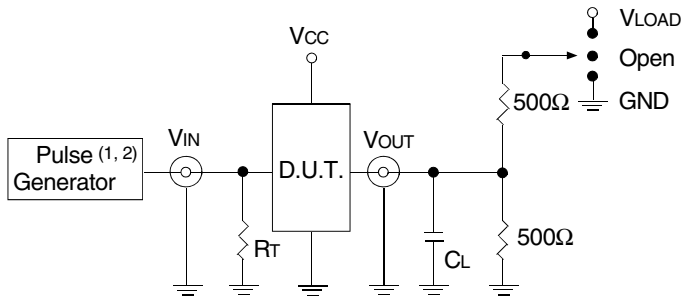 VLOAD
VCC
Open
500Ω
GND
VIN
VOUT
Pulse (1, 2)
Generator
D.U.T.
RT
CL
500Ω